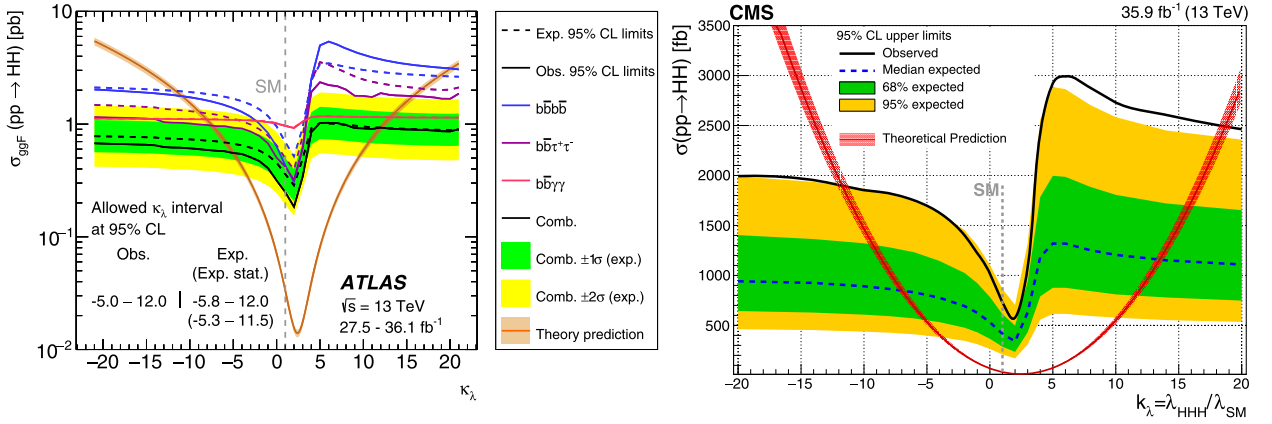 σggF (pp → HH) [pb]
10
1
10⁻¹
10⁻²
SM
Allowed κλ interval
at 95% CL
Obs. Exp.
(Exp. stat.)
-5.0 − 12.0 | -5.8 − 12.0
(-5.3 − 11.5)
ATLAS
√s = 13 TeV
27.5 - 36.1 fb⁻¹
−20 −15 −10 −5 0 5 10 15 20
κλ
Exp. 95% CL limits
Obs. 95% CL limits
bb̅bb̅
bb̅τ⁺τ⁻
bb̅γγ
Comb.
Comb. ±1σ (exp.)
Comb. ±2σ (exp.)
Theory prediction
CMS 35.9 fb⁻¹ (13 TeV)
σ(pp→HH) [fb]
3500
3000
2500
2000
1500
1000
500
95% CL upper limits
Observed
Median expected
68% expected
95% expected
Theoretical Prediction
SM
−20 −15 −10 −5 0 5 10 15 20
kλ=λHHH/λSM